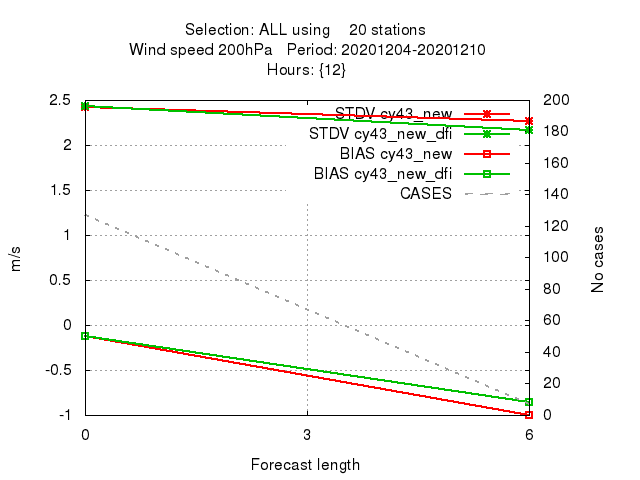 Selection: ALL using    20 stations
Wind speed 200hPa   Period: 20201204-20201210
Hours: {12}
2.5
2
1.5
1
0.5
0
-0.5
-1
200
180
160
140
120
100
80
60
40
20
0
STDV cy43_new
STDV cy43_new_dfi
BIAS cy43_new
BIAS cy43_new_dfi
CASES
m/s
No cases
0 3 6
Forecast length